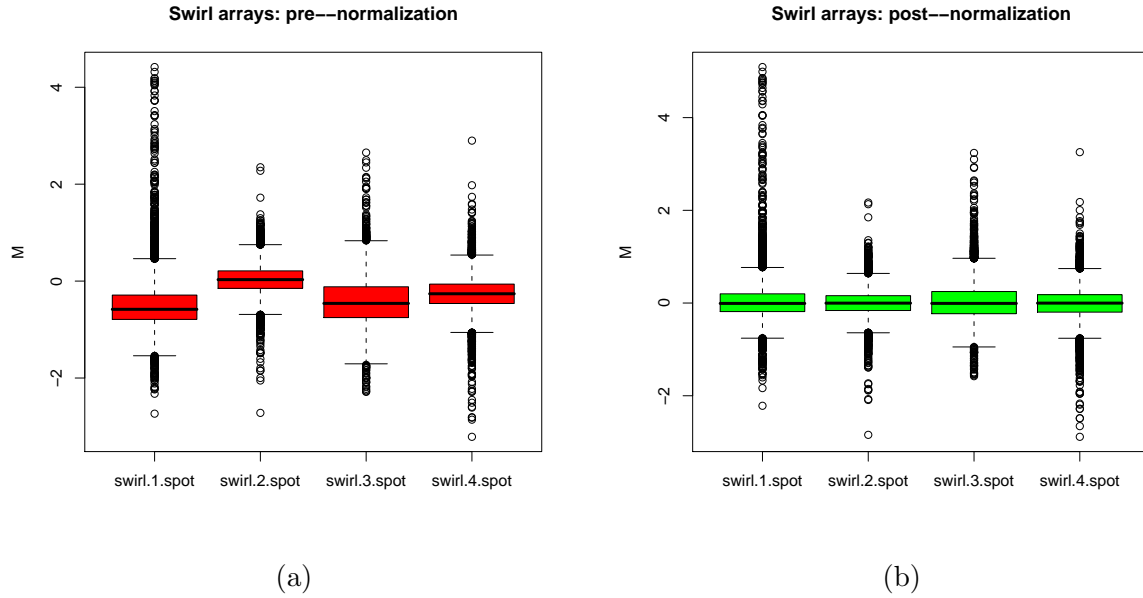 Swirl arrays: pre−−normalization
M
4
2
0
−2
swirl.1.spot swirl.2.spot swirl.3.spot swirl.4.spot
(a)
Swirl arrays: post−−normalization
M
4
2
0
−2
swirl.1.spot swirl.2.spot swirl.3.spot swirl.4.spot
(b)